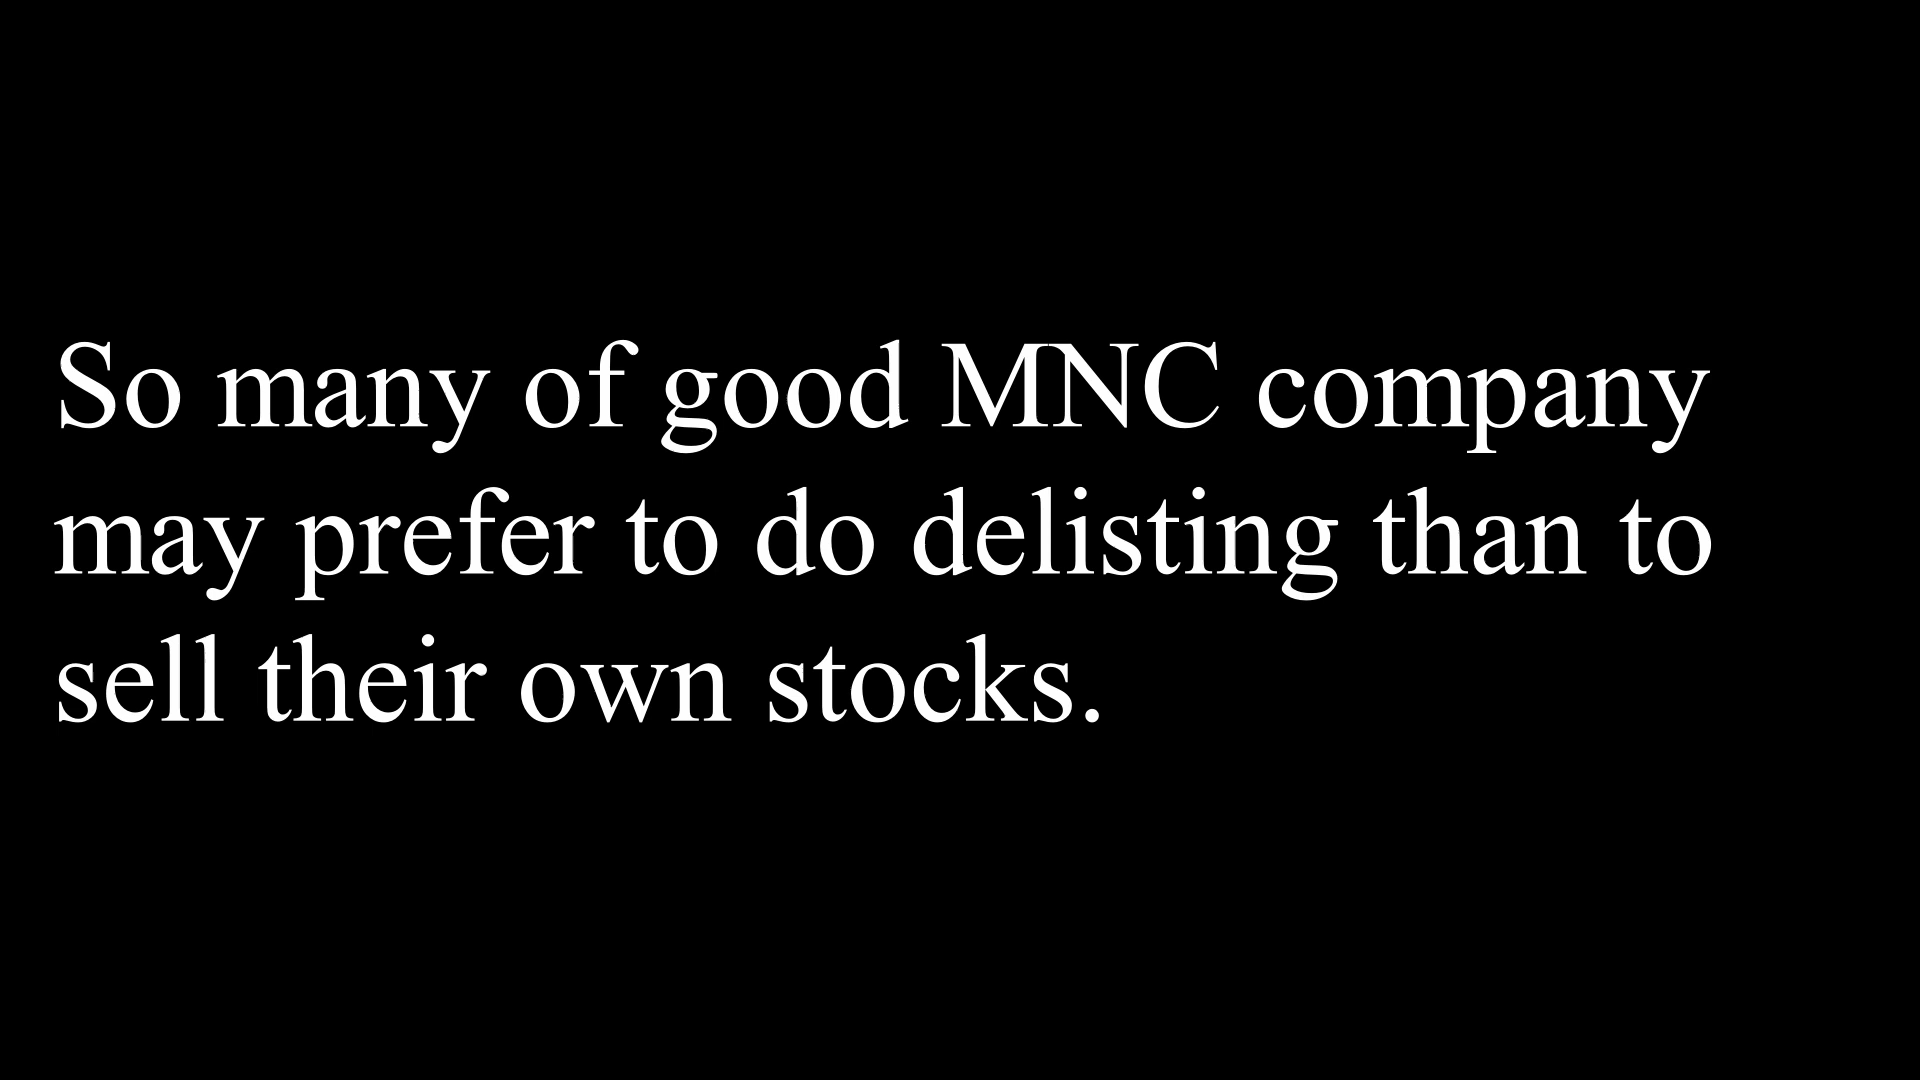 So many of good MNC company
may prefer to do delisting than to
sell their own stocks.